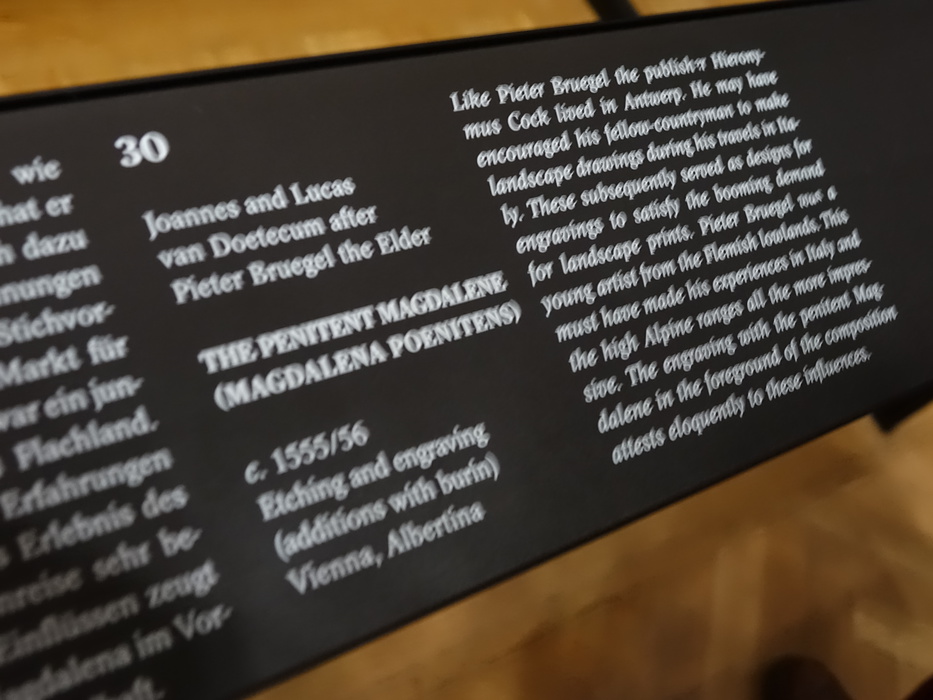 wie
hat er
h dazu
nungen
Stichvor-
Markt für
var ein jun-
Flachland.
Erfahrungen
s Erlebnis des
nreise sehr be-
Einflüssen zeugt
agdalena im Vor-
30
Joannes and Lucas
van Doetecum after
Pieter Bruegel the Elder
THE PENITENT MAGDALENE
(MAGDALENA POENITENS)
c. 1555/56
Etching and engraving
(additions with burin)
Vienna, Albertina
Like Pieter Bruegel the publisher Hierony-
mus Cock lived in Antwerp. He may have
encouraged his fellow-countryman to make
landscape drawings during his travels in Ita-
ly. These subsequently served as designs for
engravings to satisfy the booming demand
for landscape prints. Pieter Bruegel was a
young artist from the Flemish lowlands. This
must have made his experiences in Italy and
the high Alpine ranges all the more impres-
sive. The engraving with the penitent Mag-
dalene in the foreground of the composition
attests eloquently to these influences.